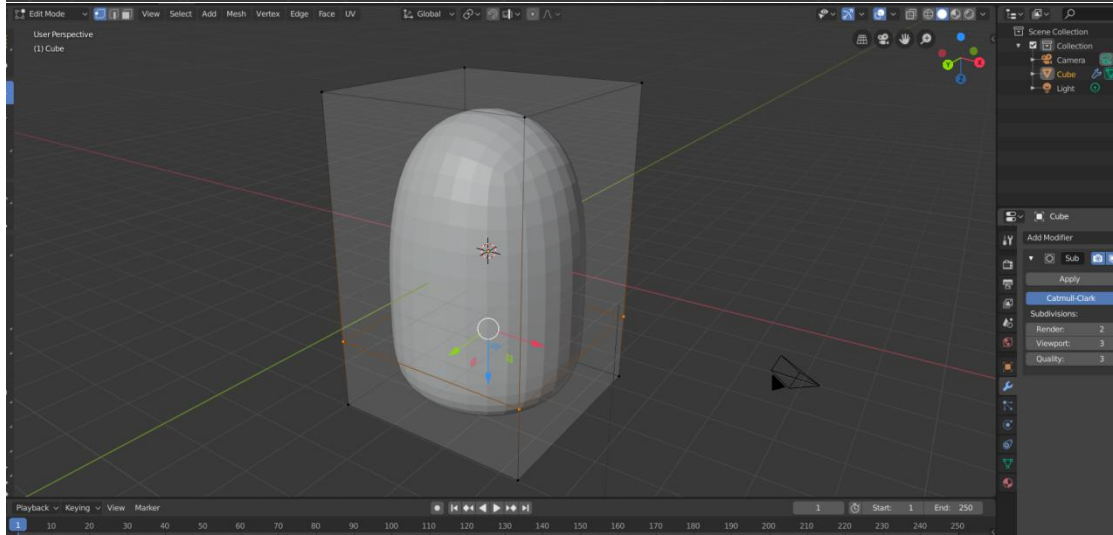 Edit Mode View Select Add Mesh Vertex Edge Face UV Global
User Perspective
(1) Cube
X
Y
Z
Scene Collection
Collection
Camera
Cube
Light
Cube
Add Modifier
Sub
Apply
Catmull-Clark
Subdivisions:
Render: 2
Viewport: 3
Quality: 3
Playback Keying View Marker 1 Start: 1 End: 250
1 10 20 30 40 50 60 70 80 90 100 110 120 130 140 150 160 170 180 190 200 210 220 230 240 250